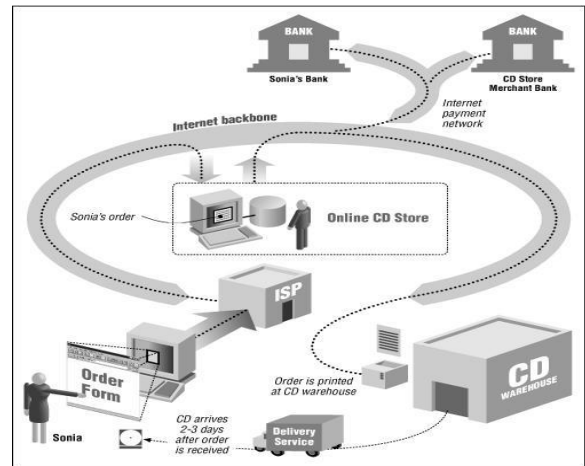 BANK
BANK
Sonia's Bank
CD Store
Merchant Bank
Internet
payment
network
Internet backbone
Sonia's order
Online CD Store
ISP
Order
Form
Order is printed
at CD warehouse
CD
WAREHOUSE
CD arrives
2-3 days
after order
is received
Delivery
Service
Sonia